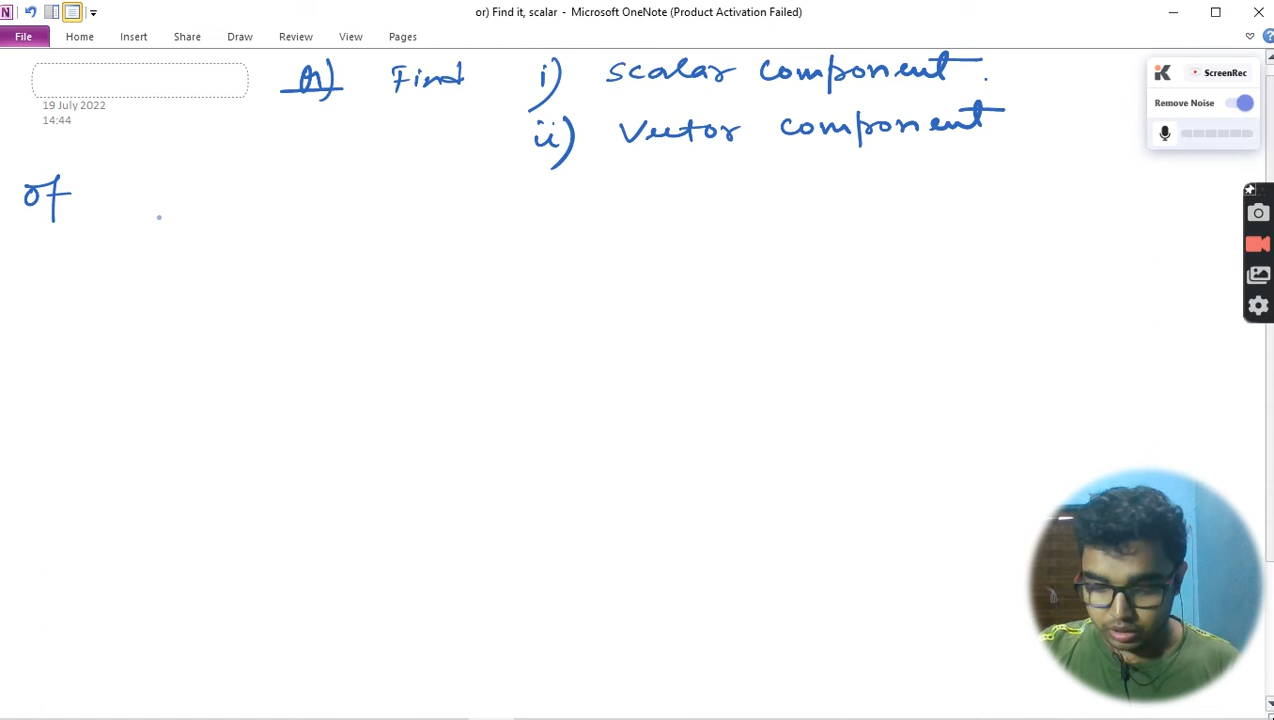 or) Find it, scalar - Microsoft OneNote (Product Activation Failed)
File Home Insert Share Draw Review View Pages
Find i) scalar component.
ii) Vector component
19 July 2022
14:44
of
ScreenRec
Remove Noise